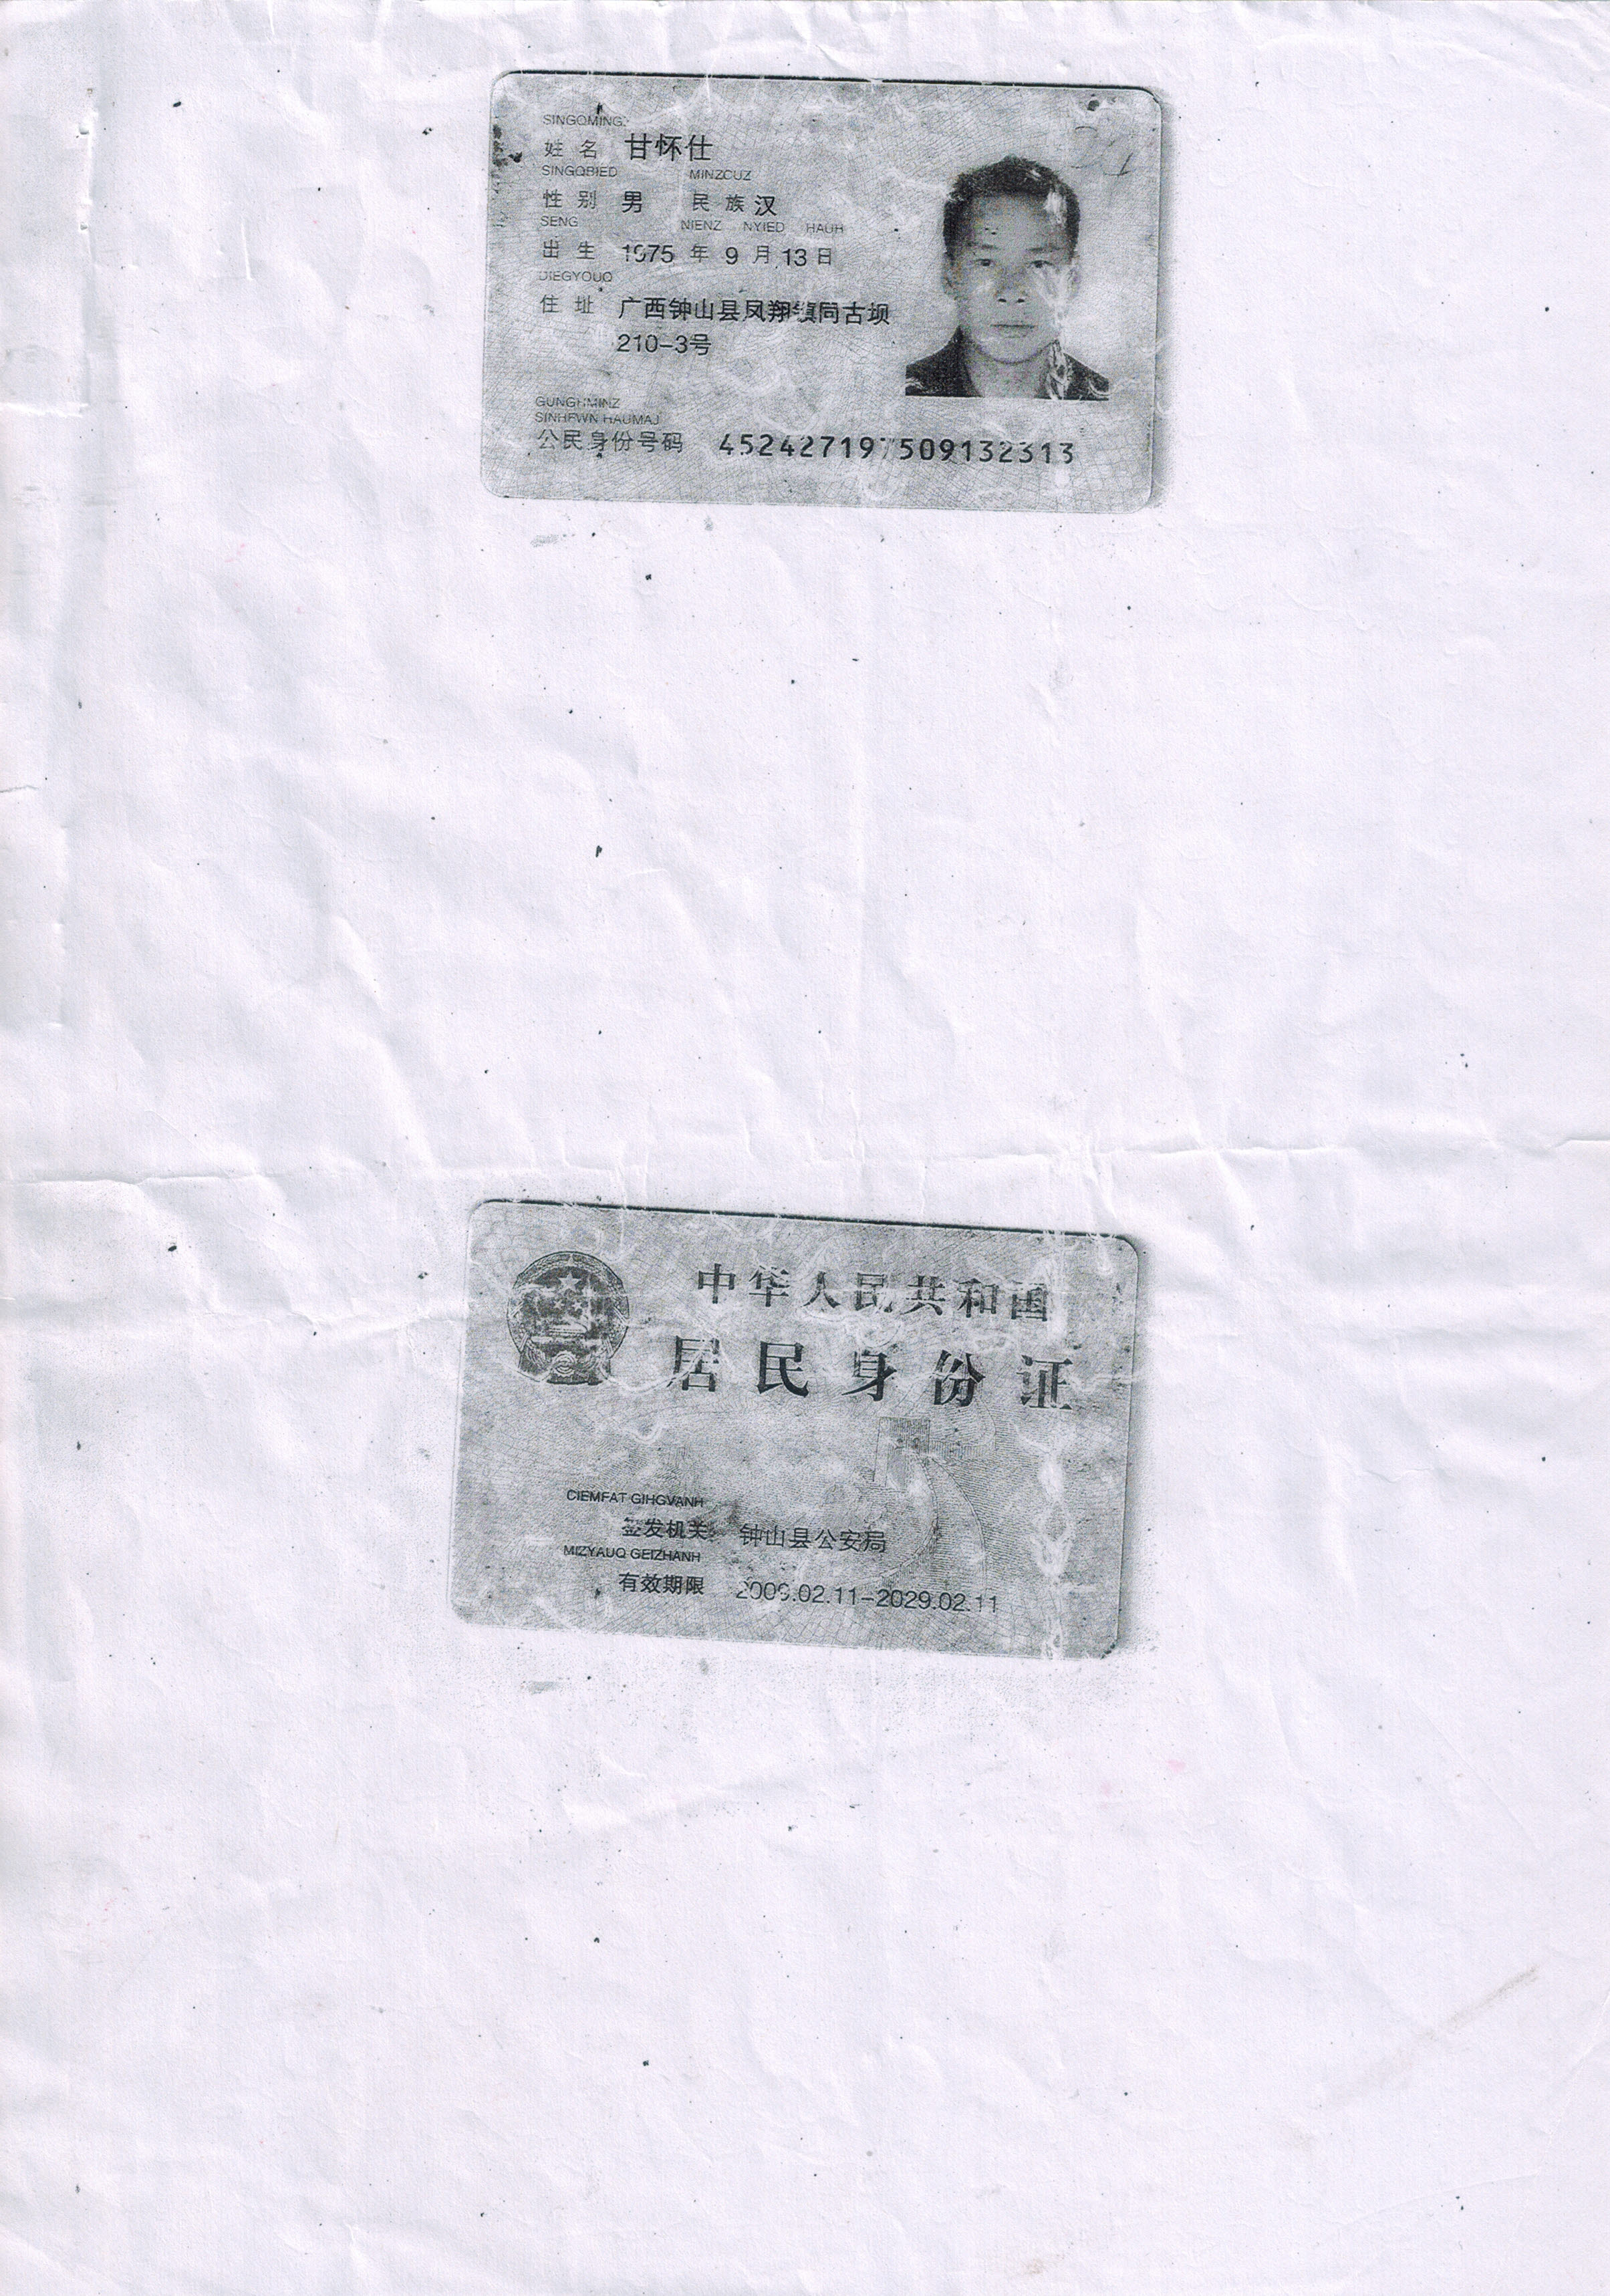 SINGQMING
姓名 甘怀仕
SINGQBIED MINZCUZ
性别 男 民族 汉
SENG NIENZ NYIED HAUH
出生 1975 年 9 月 13 日
DIEGYOUQ
住址 广西钟山县凤翔镇同古坝
210-3号
GUNGHMINZ
SINHFWN HAUMAJ
公民身份号码 452427197509132313
中华人民共和国
居民身份证
CIEMFAT GIHGVANH
签发机关 钟山县公安局
MIZYAUQ GEIZHANH
有效期限 2009.02.11-2029.02.11